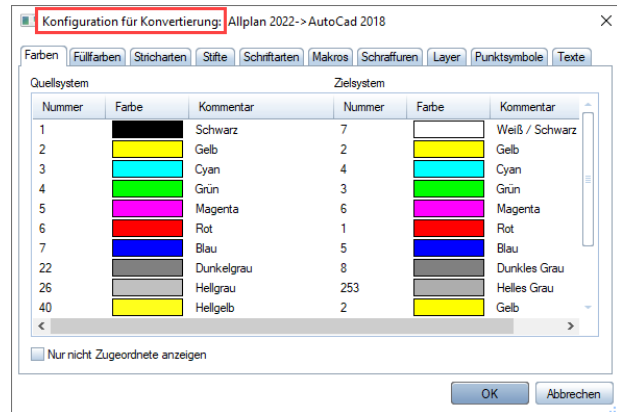 Konfiguration für Konvertierung: Allplan 2022->AutoCad 2018
Farben Füllfarben Stricharten Stifte Schriftarten Makros Schraffuren Layer Punktsymbole Texte
Quellsystem Zielsystem
Nummer Farbe Kommentar Nummer Farbe Kommentar
1 Schwarz 7 Weiß / Schwarz
2 Gelb 2 Gelb
3 Cyan 4 Cyan
4 Grün 3 Grün
5 Magenta 6 Magenta
6 Rot 1 Rot
7 Blau 5 Blau
22 Dunkelgrau 8 Dunkles Grau
26 Hellgrau 253 Helles Grau
40 Hellgelb 2 Gelb
Nur nicht Zugeordnete anzeigen
OK Abbrechen